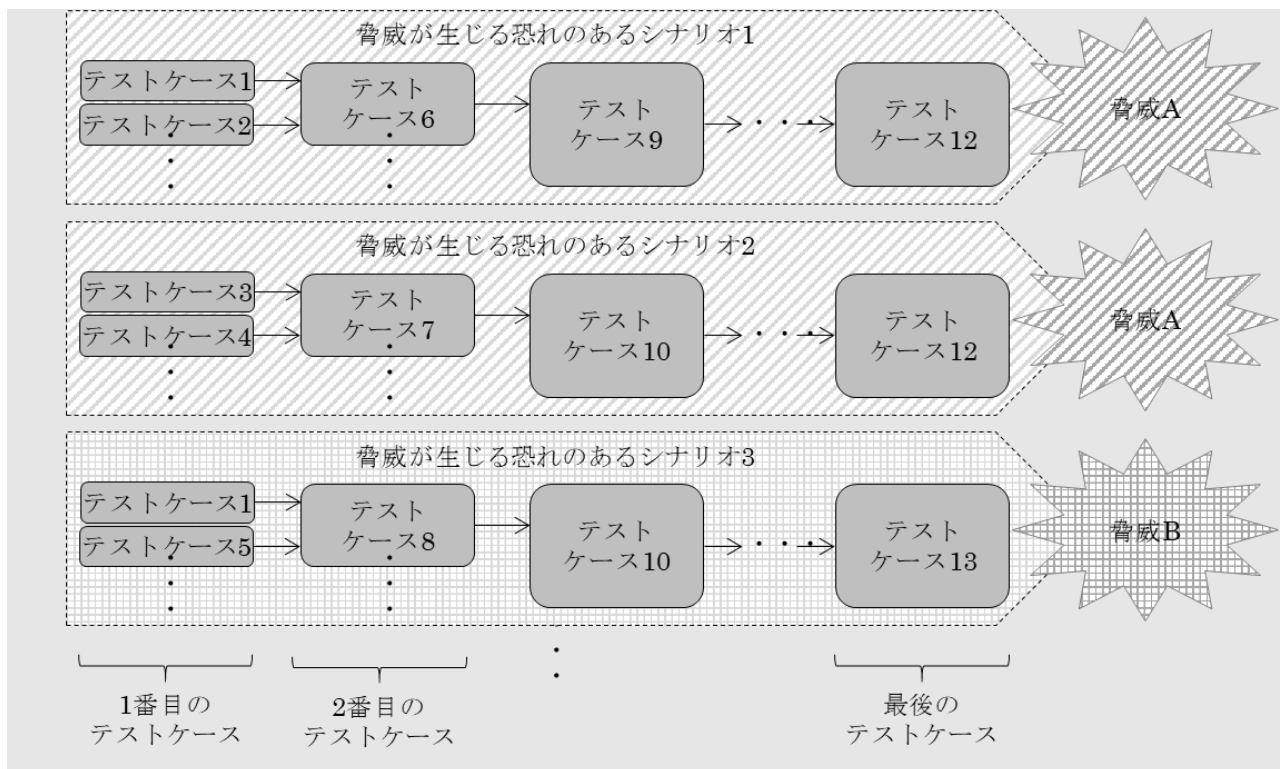 脅威が生じる恐れのあるシナリオ1
テストケース1
テストケース2
テスト
ケース6
テスト
ケース9
テスト
ケース12
脅威A
脅威が生じる恐れのあるシナリオ2
テストケース3
テストケース4
テスト
ケース7
テスト
ケース10
テスト
ケース12
脅威A
脅威が生じる恐れのあるシナリオ3
テストケース1
テストケース5
テスト
ケース8
テスト
ケース10
テスト
ケース13
脅威B
1番目の
テストケース
2番目の
テストケース
最後の
テストケース